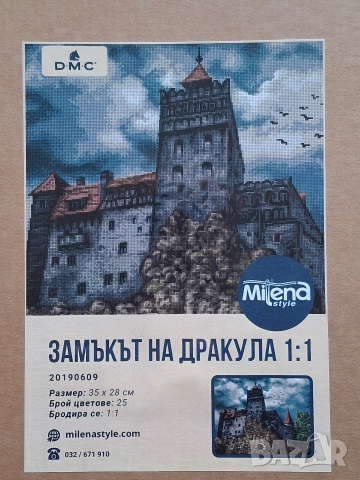 D·M·C
Milena
style
ЗАМЪКЪТ НА ДРАКУЛА 1:1
20190609
Размер: 35 x 28 см
Брой цветове: 25
Бродира се: 1:1
milenastyle.com
032 / 671 910
BAZAR